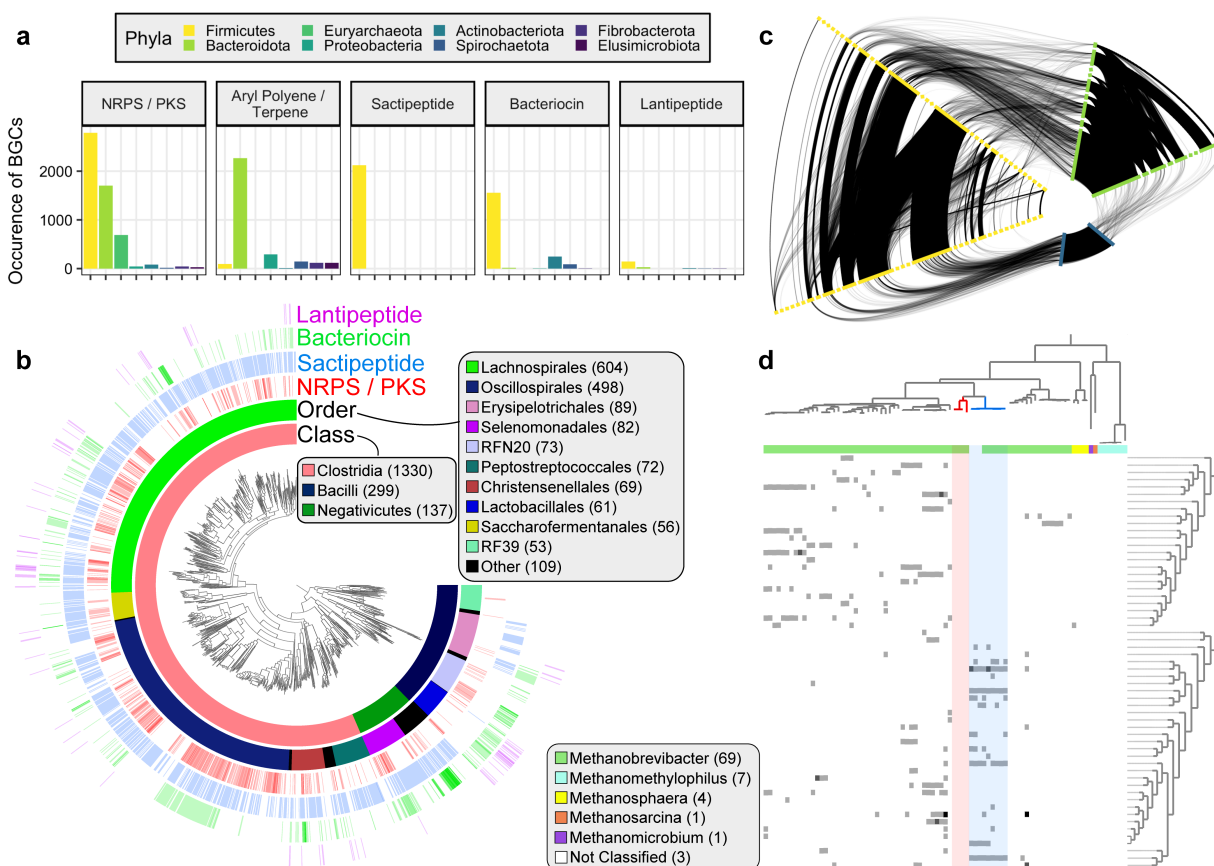 a
Phyla
Firmicutes
Euryarchaeota
Actinobacteriota
Fibrobacterota
Bacteroidota
Proteobacteria
Spirochaetota
Elusimicrobiota
NRPS / PKS
Aryl Polyene /
Terpene
Sactipeptide
Bacteriocin
Lantipeptide
Occurence of BGCs
2000
1000
0
b
Lantipeptide
Bacteriocin
Sactipeptide
NRPS / PKS
Order
Class
Clostridia (1330)
Bacilli (299)
Negativicutes (137)
Lachnospirales (604)
Oscillospirales (498)
Erysipelotrichales (89)
Selenomonadales (82)
RFN20 (73)
Peptostreptococcales (72)
Christensenellales (69)
Lactobacillales (61)
Saccharofermentanales (56)
RF39 (53)
Other (109)
c
d
Methanobrevibacter (69)
Methanomethylophilus (7)
Methanosphaera (4)
Methanosarcina (1)
Methanomicrobium (1)
Not Classified (3)